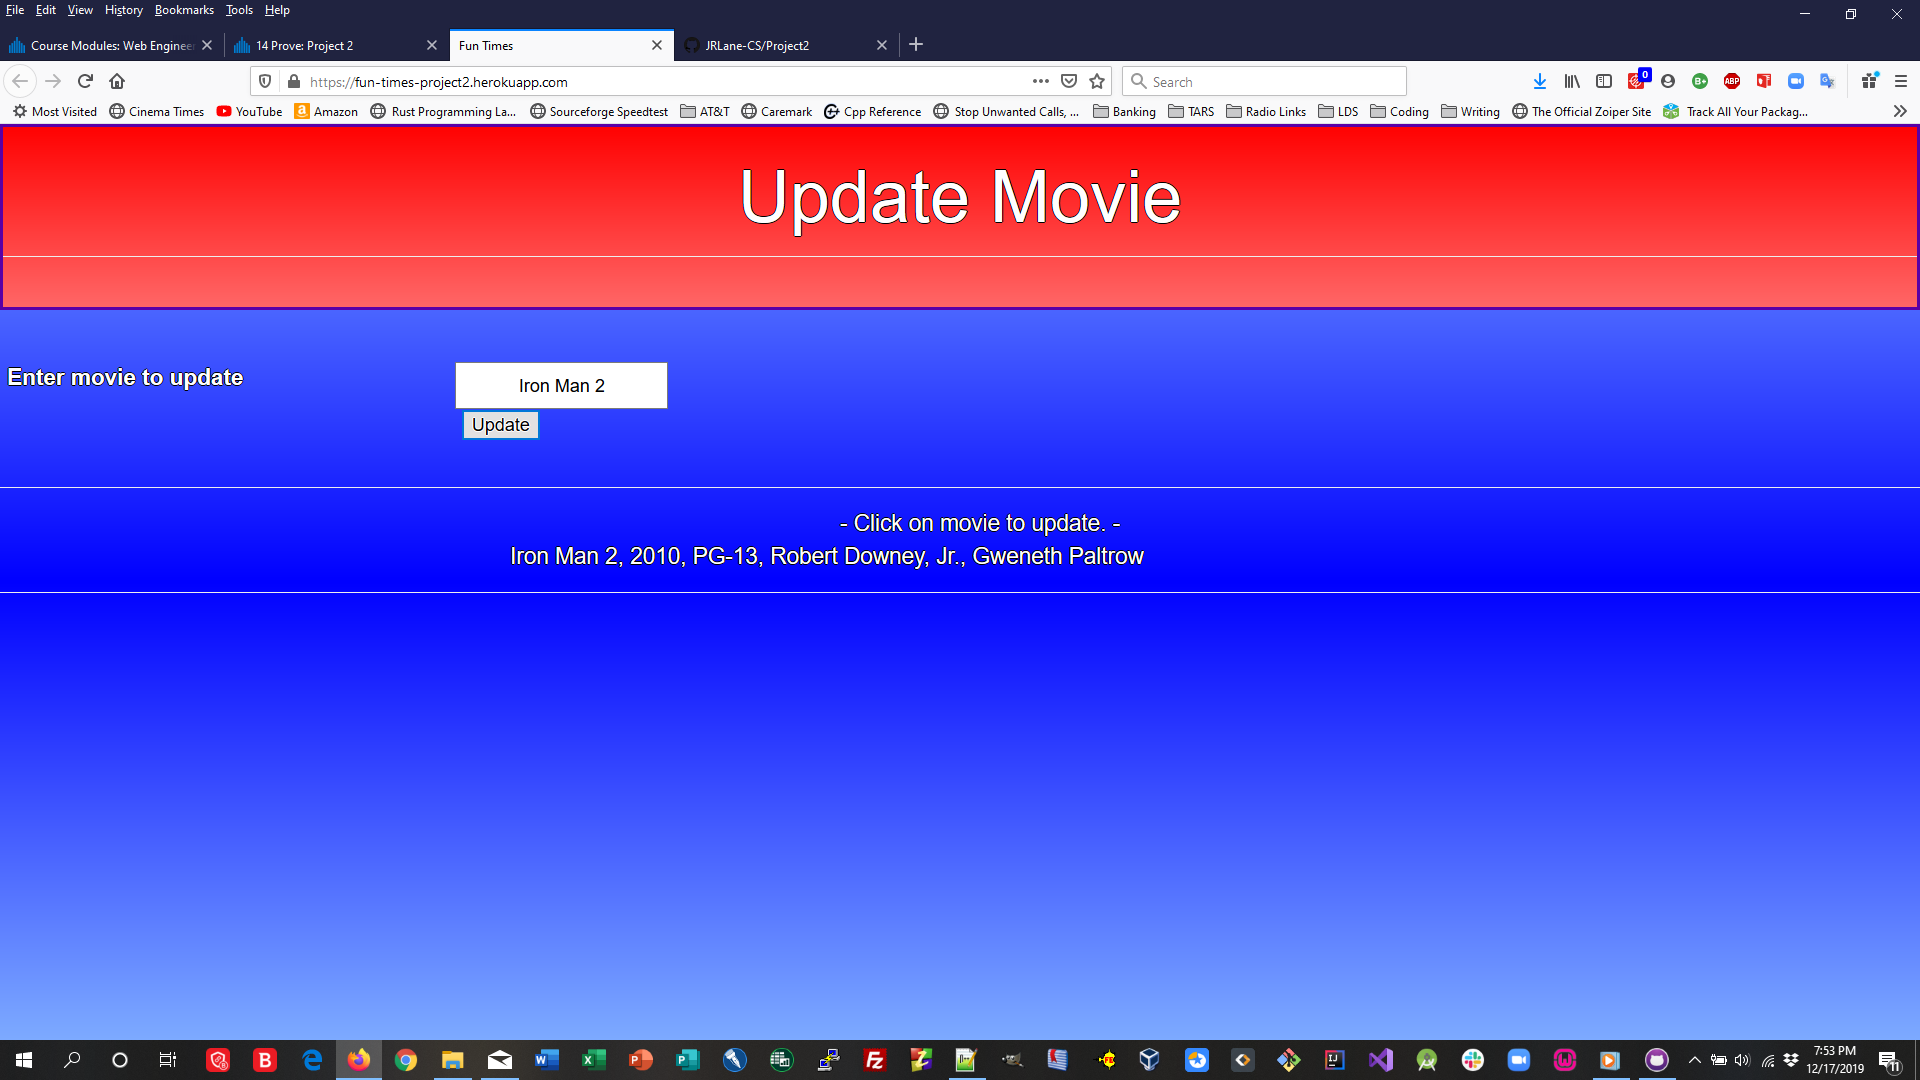 File Edit View History Bookmarks Tools Help
Course Modules: Web Enginee
14 Prove: Project 2
Fun Times
JRLane-CS/Project2
https://fun-times-project2.herokuapp.com
Search
0
B+
ABP
Most Visited Cinema Times YouTube Amazon Rust Programming La... Sourceforge Speedtest AT&T Caremark Cpp Reference Stop Unwanted Calls, ... Banking TARS Radio Links LDS Coding Writing The Official Zoiper Site Track All Your Packag...
Update Movie
Enter movie to update
Iron Man 2
Update
- Click on movie to update. -
Iron Man 2, 2010, PG-13, Robert Downey, Jr., Gweneth Paltrow
7:53 PM
12/17/2019
11